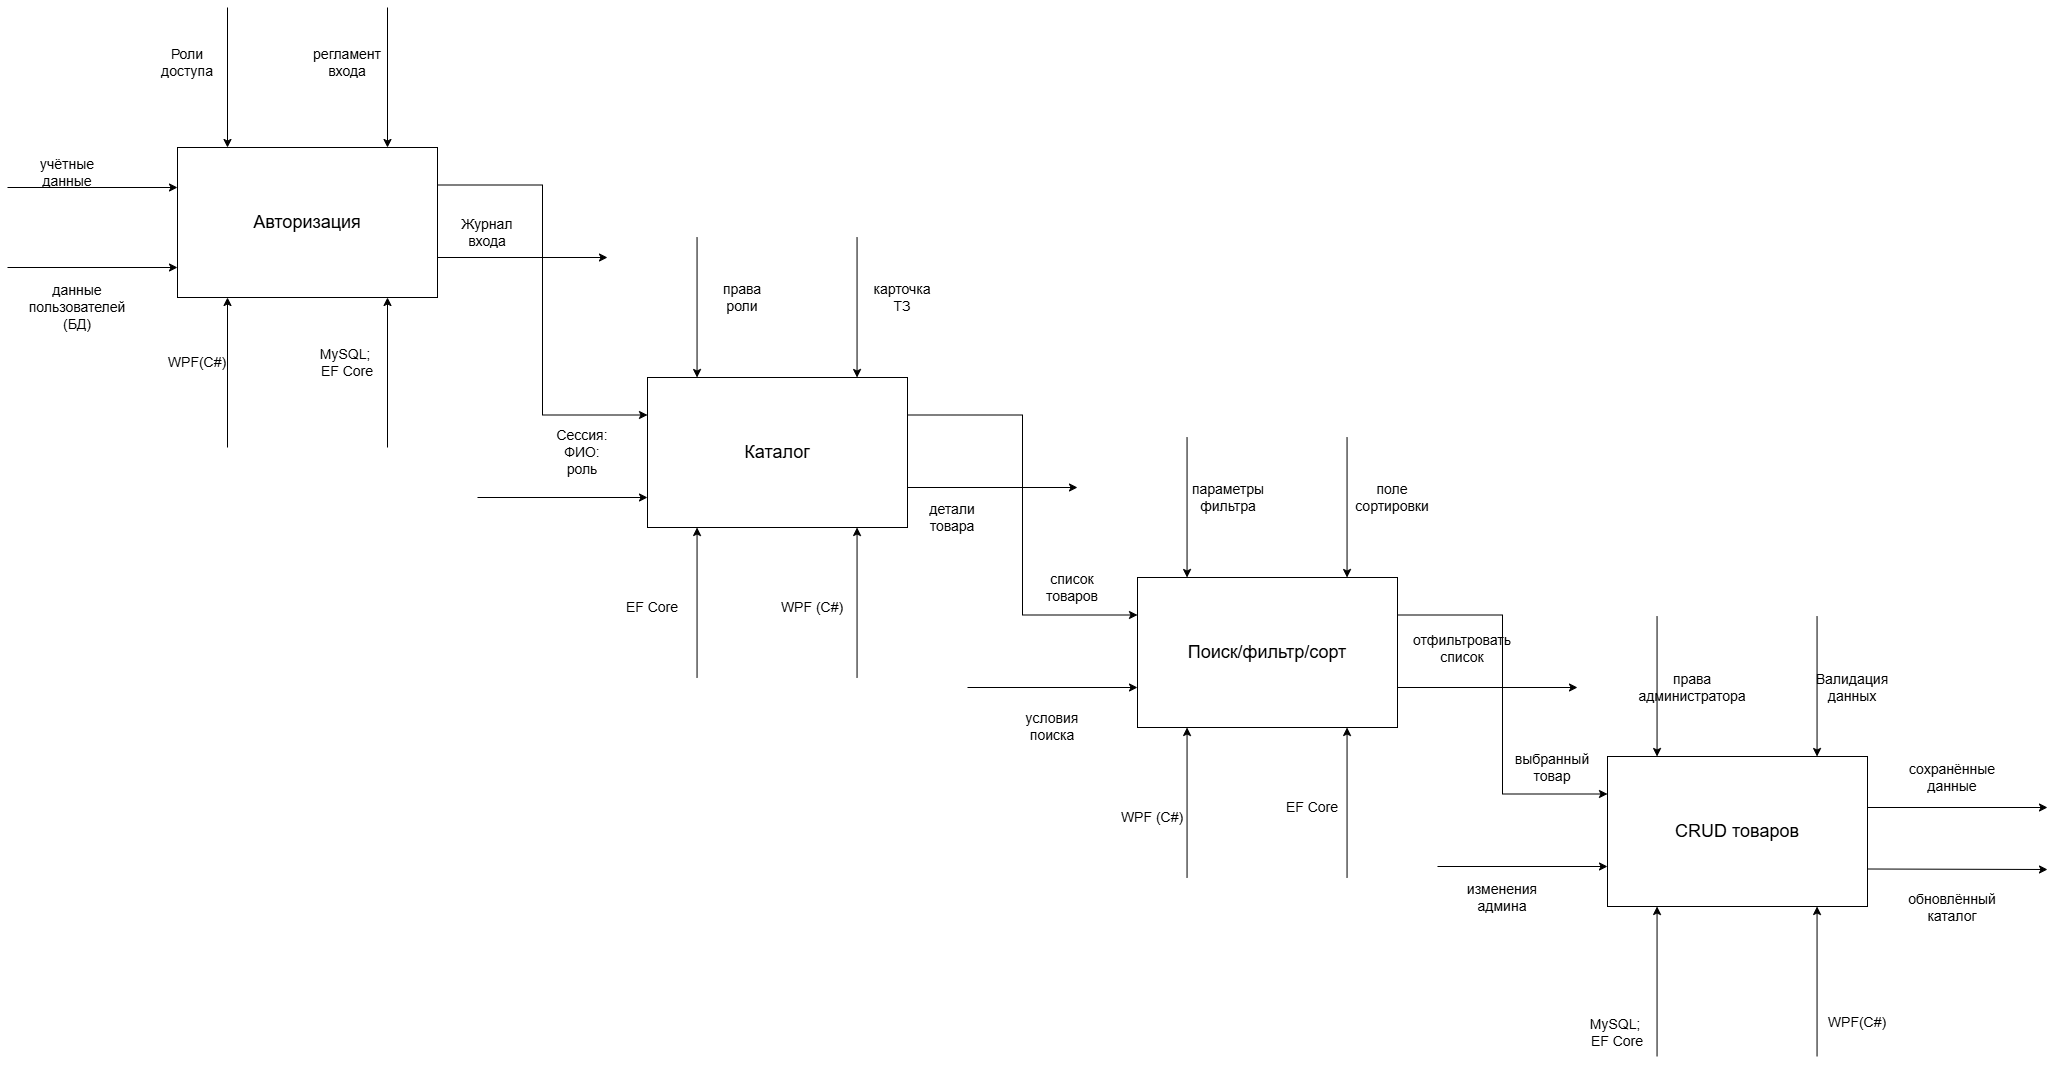 Роли
доступа
регламент
входа
учётные
данные
Авторизация
данные
пользователей
(БД)
Журнал
входа
WPF(C#)
MySQL;
EF Core
права
роли
карточка
ТЗ
Сессия:
ФИО:
роль
Каталог
детали
товара
EF Core
WPF (C#)
параметры
фильтра
поле
сортировки
список
товаров
Поиск/фильтр/сорт
отфильтровать
список
условия
поиска
WPF (C#)
EF Core
права
администратора
Валидация
данных
выбранный
товар
CRUD товаров
сохранённые
данные
изменения
админа
обновлённый
каталог
MySQL;
EF Core
WPF(C#)